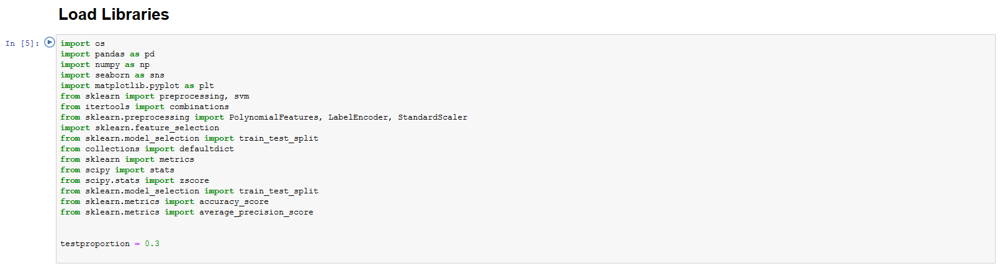 Load Libraries
In [5]:
import os
import pandas as pd
import numpy as np
import seaborn as sns
import matplotlib.pyplot as plt
from sklearn import preprocessing, svm
from itertools import combinations
from sklearn.preprocessing import PolynomialFeatures, LabelEncoder, StandardScaler
import sklearn.feature_selection
from sklearn.model_selection import train_test_split
from collections import defaultdict
from sklearn import metrics
from scipy import stats
from scipy.stats import zscore
from sklearn.model_selection import train_test_split
from sklearn.metrics import accuracy_score
from sklearn.metrics import average_precision_score
testproportion = 0.3